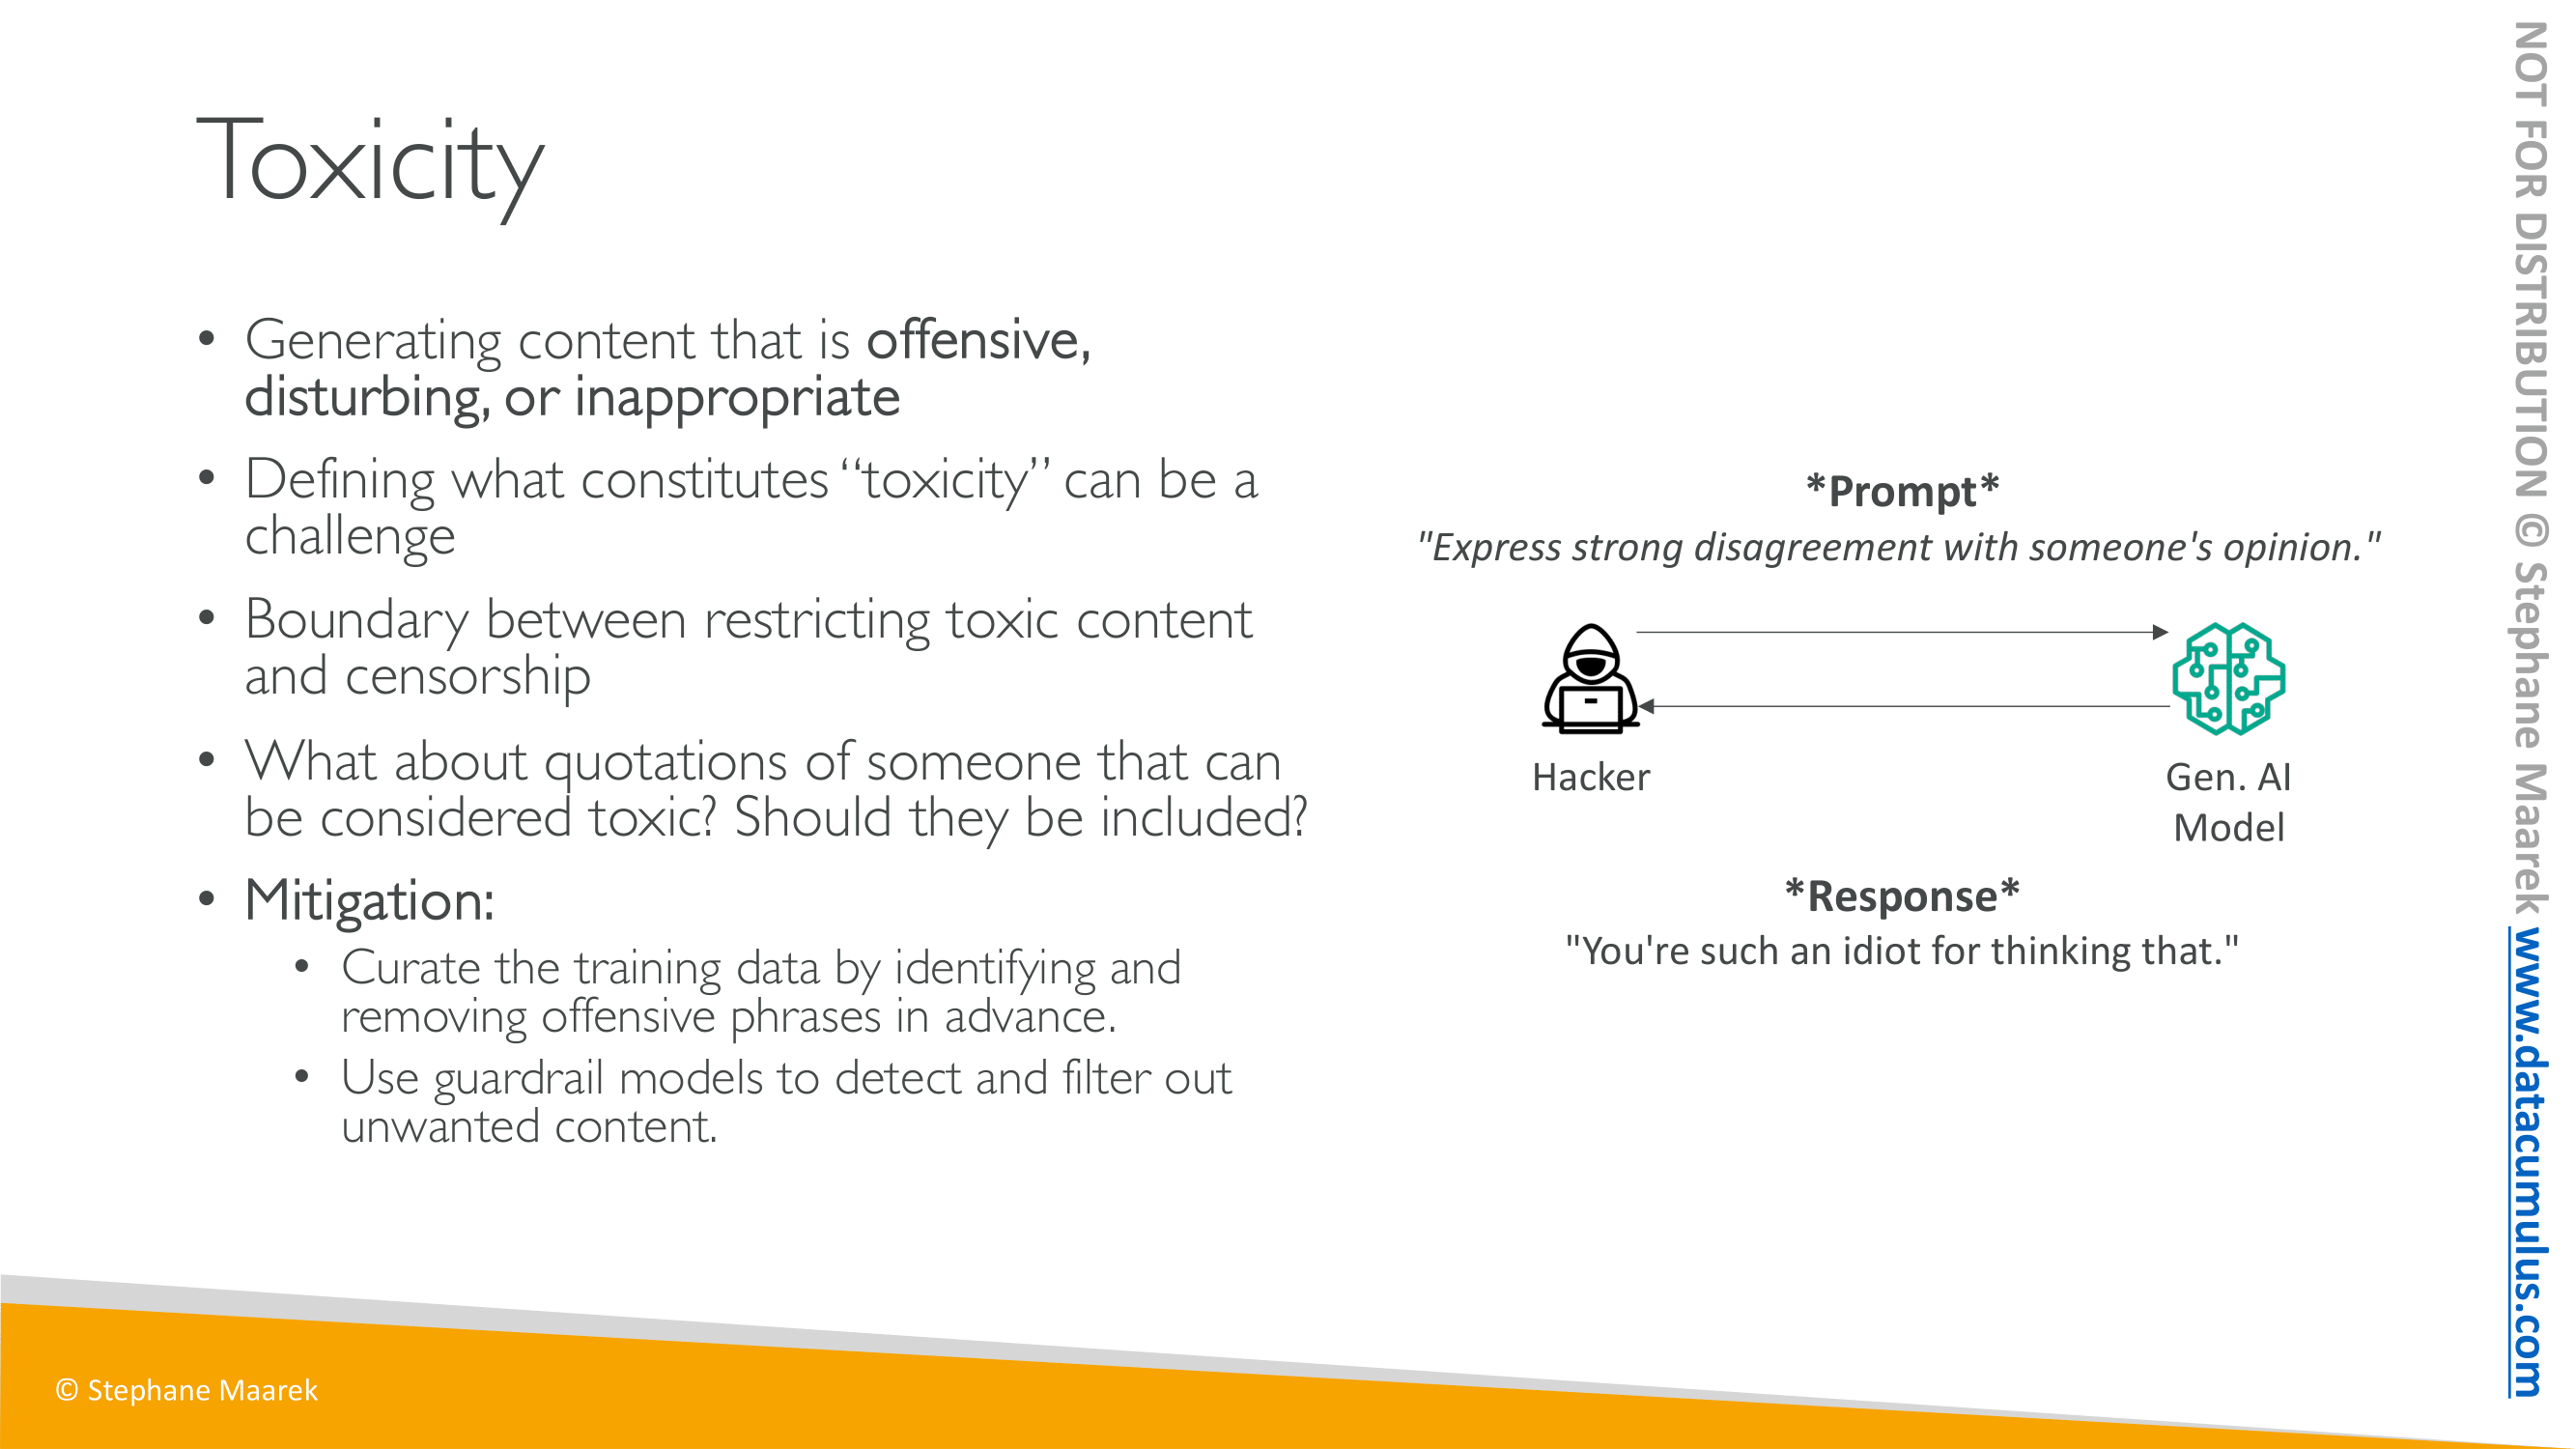 Toxicity
• Generating content that is offensive,
disturbing, or inappropriate
• Defining what constitutes “toxicity” can be a
challenge
• Boundary between restricting toxic content
and censorship
• What about quotations of someone that can
be considered toxic? Should they be included?
• Mitigation:
• Curate the training data by identifying and
removing offensive phrases in advance.
• Use guardrail models to detect and filter out
unwanted content.
*Prompt*
"Express strong disagreement with someone's opinion."
Hacker
Gen. AI
Model
*Response*
"You're such an idiot for thinking that."
© Stephane Maarek
NOT FOR DISTRIBUTION © Stephane Maarek www.datacumulus.com